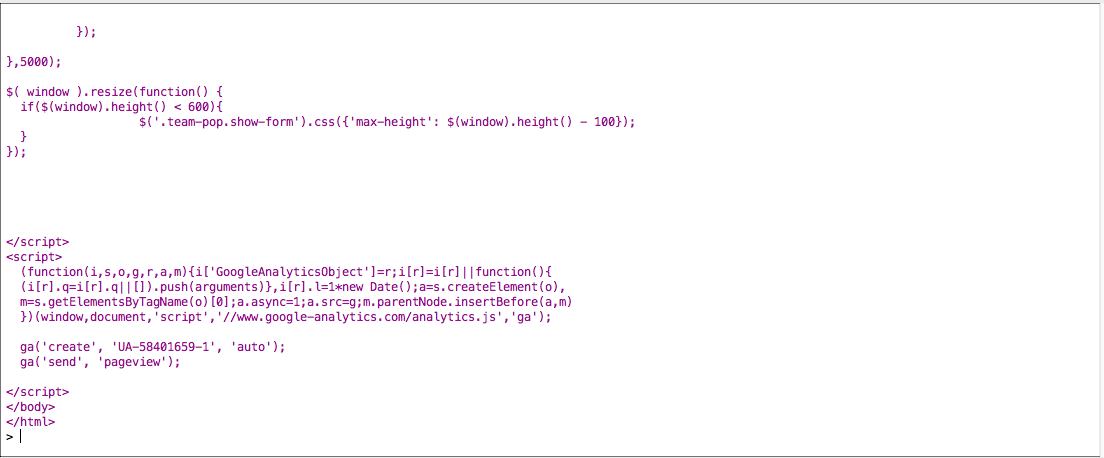 });
},5000);
$( window ).resize(function() {
if($(window).height() < 600){
$('.team-pop.show-form').css({'max-height': $(window).height() - 100});
}
});
</script>
<script>
(function(i,s,o,g,r,a,m){i['GoogleAnalyticsObject']=r;i[r]=i[r]||function(){
(i[r].q=i[r].q||[]).push(arguments)},i[r].l=1*new Date();a=s.createElement(o),
m=s.getElementsByTagName(o)[0];a.async=1;a.src=g;m.parentNode.insertBefore(a,m)
})(window,document,'script','//www.google-analytics.com/analytics.js','ga');
ga('create', 'UA-58401659-1', 'auto');
ga('send', 'pageview');
</script>
</body>
</html>
>